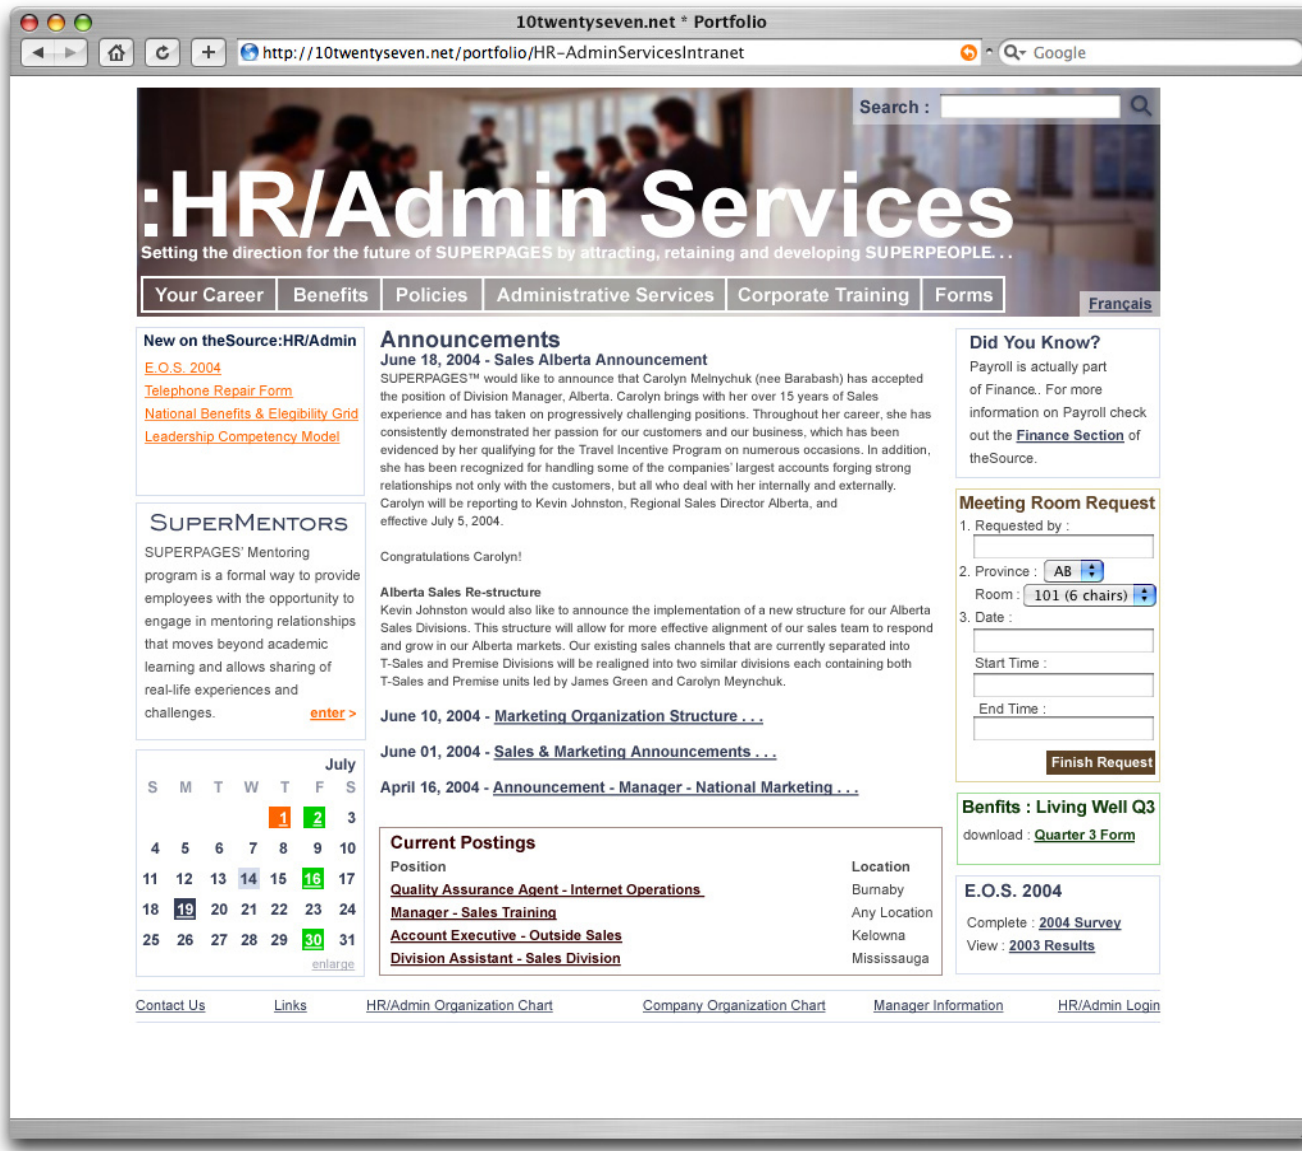 10twentyseven.net * Portfolio
http://10twentyseven.net/portfolio/HR-AdminServicesIntranet
Google
Search :
:HR/Admin Services
Setting the direction for the future of SUPERPAGES by attracting, retaining and developing SUPERPEOPLE. . .
Your Career
Benefits
Policies
Administrative Services
Corporate Training
Forms
Français
New on theSource:HR/Admin
E.O.S. 2004
Telephone Repair Form
National Benefits & Elegibility Grid
Leadership Competency Model
SUPERMENTORS
SUPERPAGES' Mentoring
program is a formal way to provide
employees with the opportunity to
engage in mentoring relationships
that moves beyond academic
learning and allows sharing of
real-life experiences and
challenges. enter >
July
S M T W T F S
1 2 3
4 5 6 7 8 9 10
11 12 13 14 15 16 17
18 19 20 21 22 23 24
25 26 27 28 29 30 31
enlarge
Announcements
June 18, 2004 - Sales Alberta Announcement
SUPERPAGES™ would like to announce that Carolyn Melnychuk (nee Barabash) has accepted
the position of Division Manager, Alberta. Carolyn brings with her over 15 years of Sales
experience and has taken on progressively challenging positions. Throughout her career, she has
consistently demonstrated her passion for our customers and our business, which has been
evidenced by her qualifying for the Travel Incentive Program on numerous occasions. In addition,
she has been recognized for handling some of the companies' largest accounts forging strong
relationships not only with the customers, but all who deal with her internally and externally.
Carolyn will be reporting to Kevin Johnston, Regional Sales Director Alberta, and
effective July 5, 2004.
Congratulations Carolyn!
Alberta Sales Re-structure
Kevin Johnston would also like to announce the implementation of a new structure for our Alberta
Sales Divisions. This structure will allow for more effective alignment of our sales team to respond
and grow in our Alberta markets. Our existing sales channels that are currently separated into
T-Sales and Premise Divisions will be realigned into two similar divisions each containing both
T-Sales and Premise units led by James Green and Carolyn Meynchuk.
June 10, 2004 - Marketing Organization Structure . . .
June 01, 2004 - Sales & Marketing Announcements . . .
April 16, 2004 - Announcement - Manager - National Marketing . . .
Current Postings
Position Location
Quality Assurance Agent - Internet Operations Burnaby
Manager - Sales Training Any Location
Account Executive - Outside Sales Kelowna
Division Assistant - Sales Division Mississauga
Did You Know?
Payroll is actually part
of Finance.. For more
information on Payroll check
out the Finance Section of
theSource.
Meeting Room Request
1. Requested by :
2. Province : AB
Room : 101 (6 chairs)
3. Date :
Start Time :
End Time :
Finish Request
Benfits : Living Well Q3
download : Quarter 3 Form
E.O.S. 2004
Complete : 2004 Survey
View : 2003 Results
Contact Us
Links
HR/Admin Organization Chart
Company Organization Chart
Manager Information
HR/Admin Login